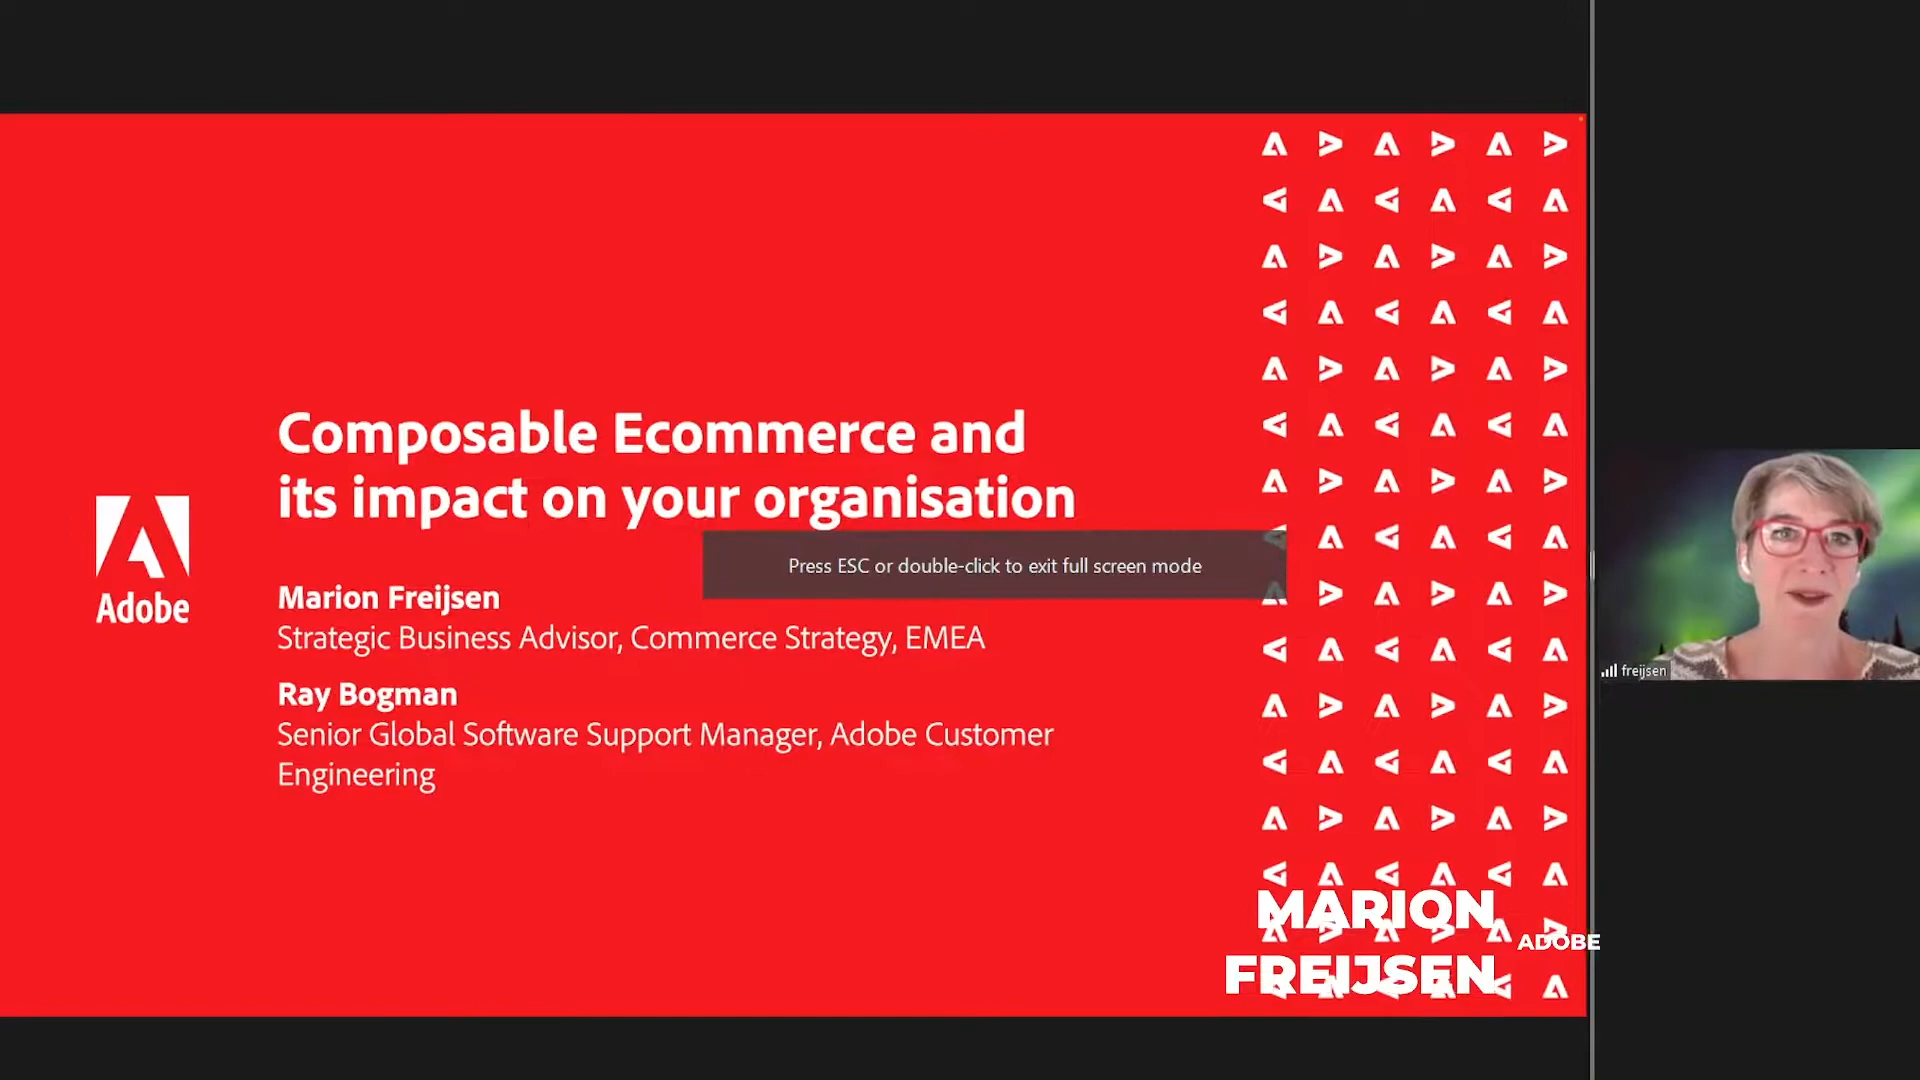 Composable Ecommerce and
its impact on your organisation
Press ESC or double-click to exit full screen mode
Adobe
Marion Freijsen
Strategic Business Advisor, Commerce Strategy, EMEA
Ray Bogman
Senior Global Software Support Manager, Adobe Customer
Engineering
freijsen
MARION
FREIJSEN
ADOBE